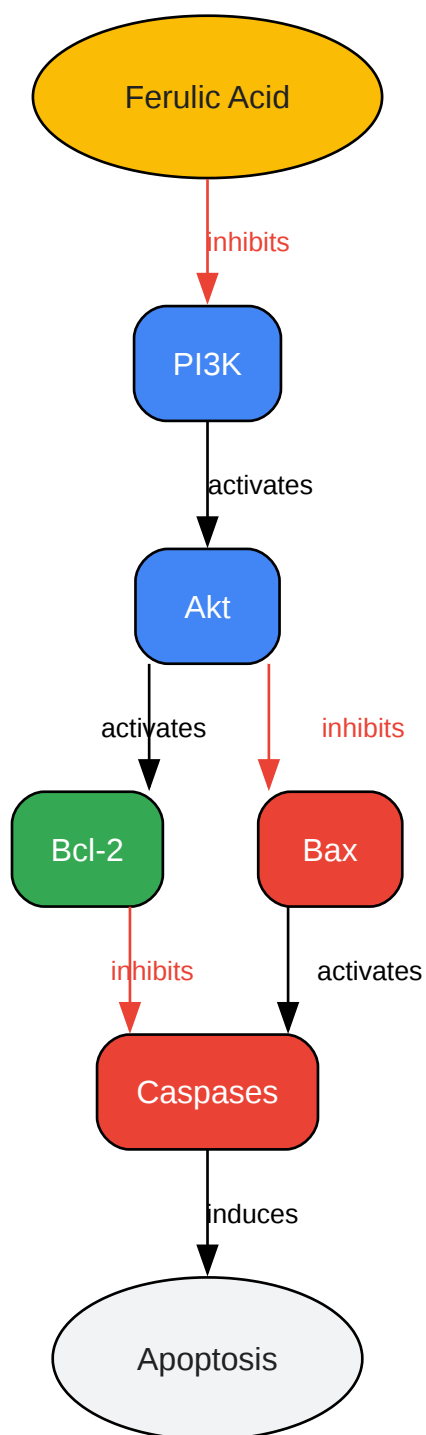 Ferulic Acid
inhibits
PI3K
activates
Akt
activates
inhibits
Bcl-2
Bax
inhibits
activates
Caspases
induces
Apoptosis